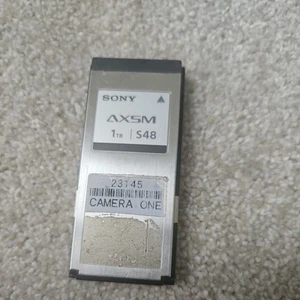 SONY
AXSM
1TB | S48
23145
CAMERA ONE